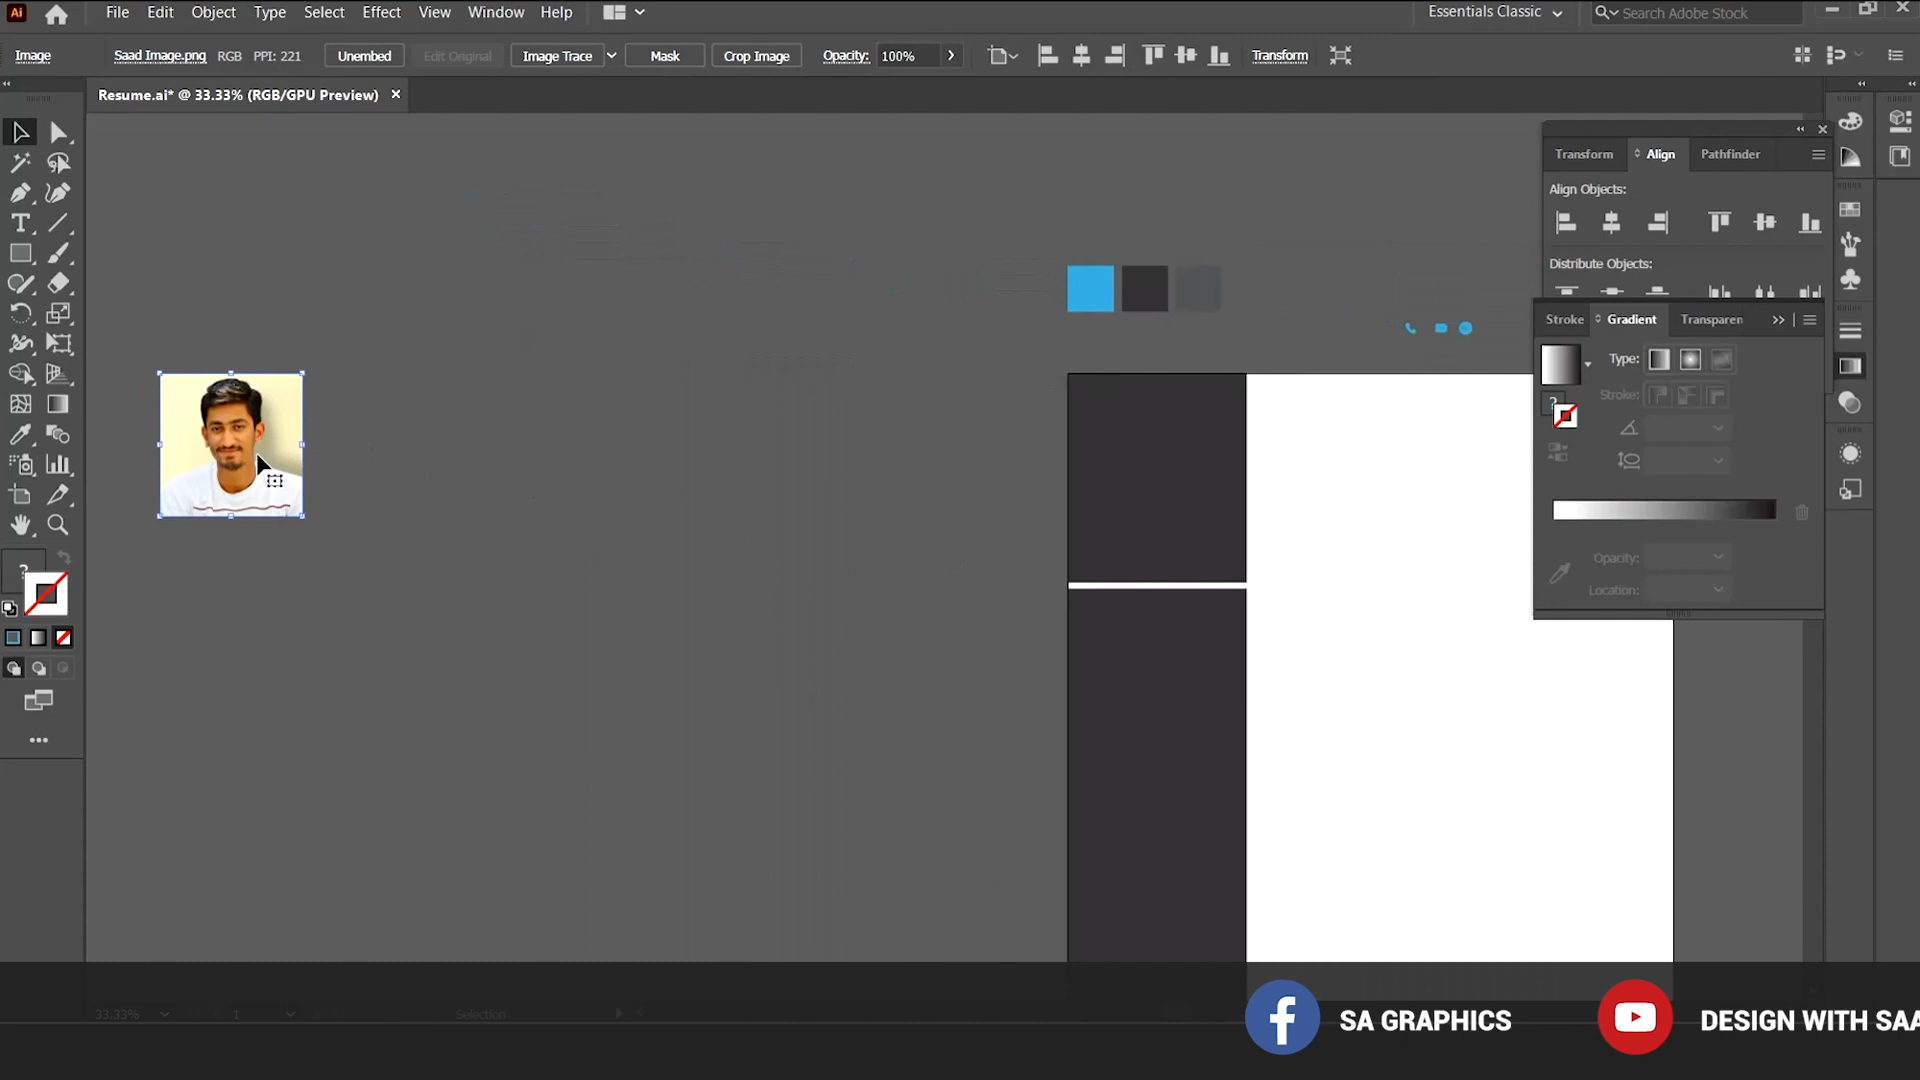 Ai File Edit Object Type Select Effect View Window Help Essentials Classic Search Adobe Stock
Image Saad Image.png RGB PPI: 221 Unembed Edit Original Image Trace Mask Crop Image Opacity: 100% Transform
Resume.ai* @ 33.33% (RGB/GPU Preview)
Transform Align Pathfinder
Align Objects:
Distribute Objects:
Stroke Gradient Transparen
Type:
Stroke:
?
?
Opacity:
Location:
33.33% 1 Selection
SA GRAPHICS DESIGN WITH SAA